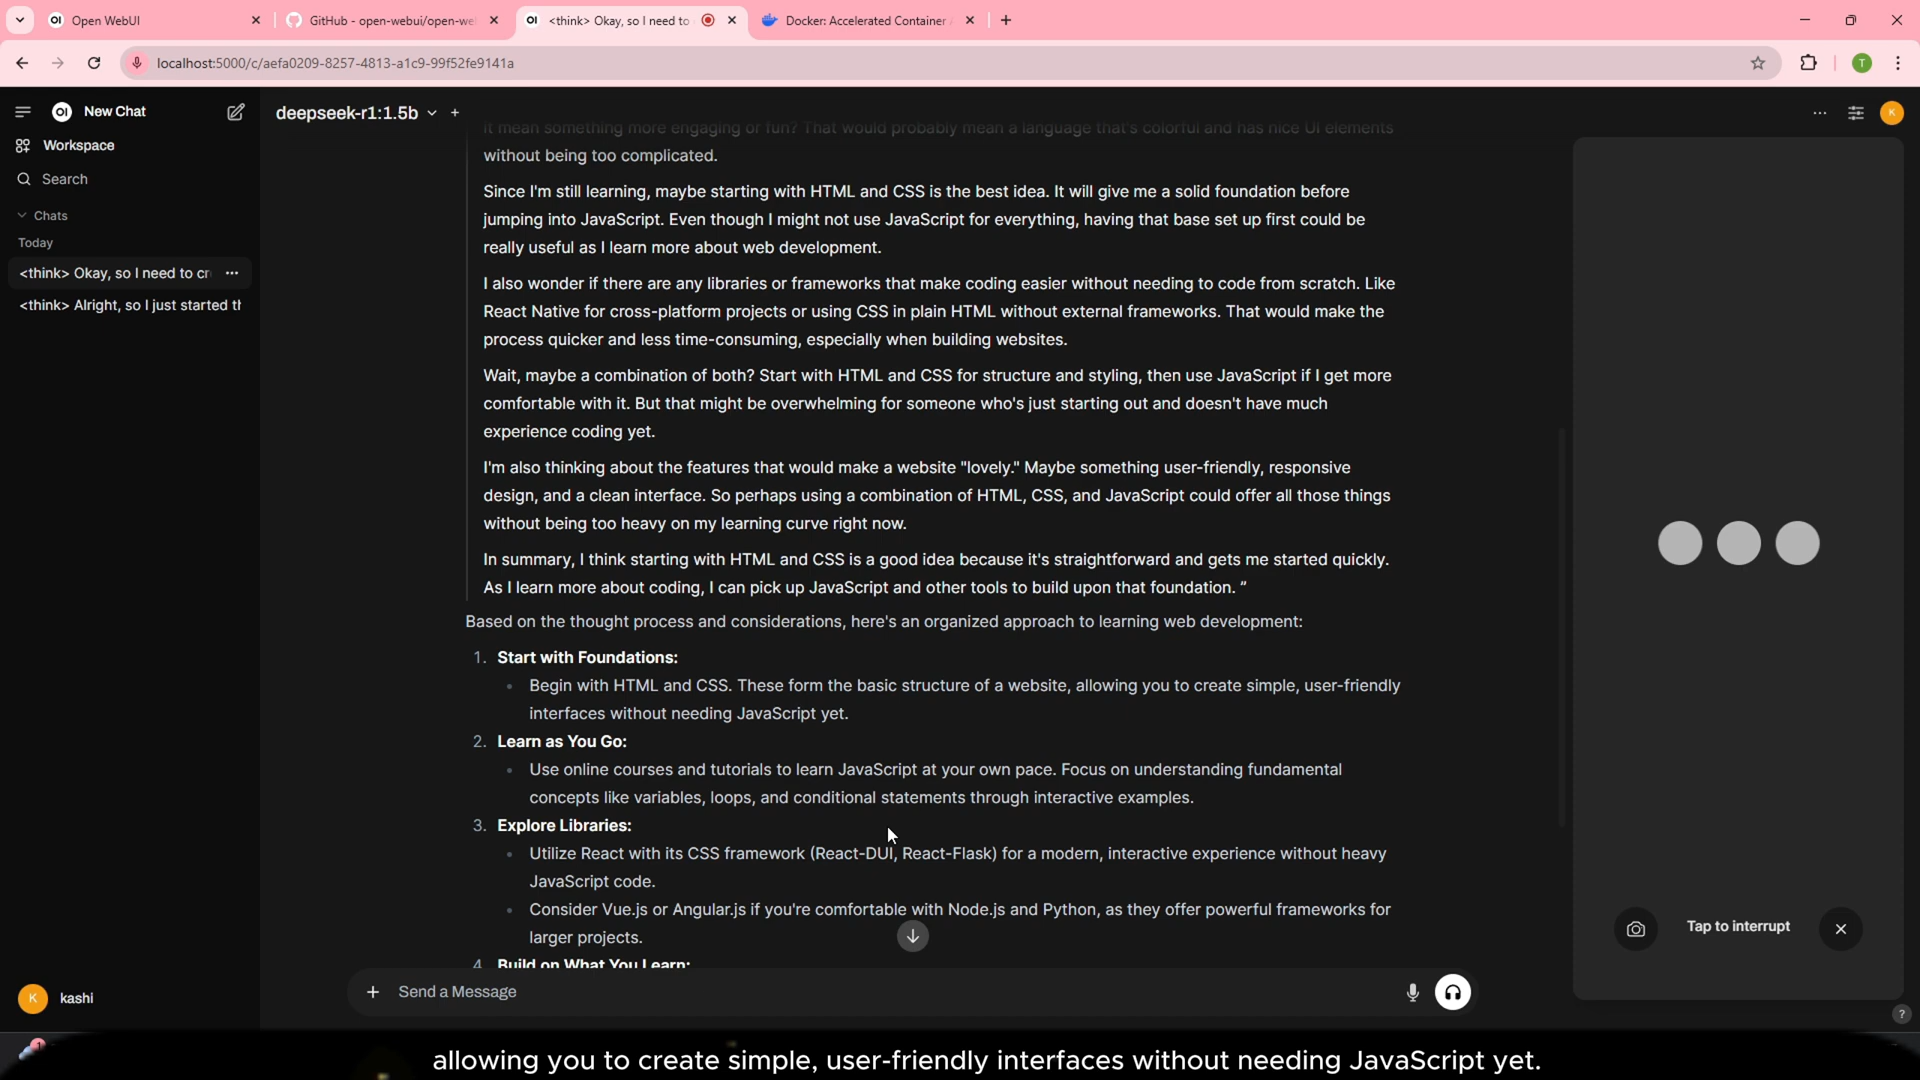 Open WebUI
GitHub - open-webui/open-we
<think> Okay, so I need to
Docker: Accelerated Container
localhost:5000/c/aefa0209-8257-4813-a1c9-99f52fe9141a
T
New Chat
deepseek-r1:1.5b
K
Workspace
Search
Chats
Today
<think> Okay, so I need to cr
<think> Alright, so I just started th
it mean something more engaging or fun? That would probably mean a language that's colorful and has nice UI elements
without being too complicated.
Since I'm still learning, maybe starting with HTML and CSS is the best idea. It will give me a solid foundation before
jumping into JavaScript. Even though I might not use JavaScript for everything, having that base set up first could be
really useful as I learn more about web development.
I also wonder if there are any libraries or frameworks that make coding easier without needing to code from scratch. Like
React Native for cross-platform projects or using CSS in plain HTML without external frameworks. That would make the
process quicker and less time-consuming, especially when building websites.
Wait, maybe a combination of both? Start with HTML and CSS for structure and styling, then use JavaScript if I get more
comfortable with it. But that might be overwhelming for someone who's just starting out and doesn't have much
experience coding yet.
I'm also thinking about the features that would make a website "lovely." Maybe something user-friendly, responsive
design, and a clean interface. So perhaps using a combination of HTML, CSS, and JavaScript could offer all those things
without being too heavy on my learning curve right now.
In summary, I think starting with HTML and CSS is a good idea because it's straightforward and gets me started quickly.
As I learn more about coding, I can pick up JavaScript and other tools to build upon that foundation. “
Based on the thought process and considerations, here's an organized approach to learning web development:
1. Start with Foundations:
• Begin with HTML and CSS. These form the basic structure of a website, allowing you to create simple, user-friendly
interfaces without needing JavaScript yet.
2. Learn as You Go:
• Use online courses and tutorials to learn JavaScript at your own pace. Focus on understanding fundamental
concepts like variables, loops, and conditional statements through interactive examples.
3. Explore Libraries:
• Utilize React with its CSS framework (React-DUI, React-Flask) for a modern, interactive experience without heavy
JavaScript code.
• Consider Vue.js or Angular.js if you're comfortable with Node.js and Python, as they offer powerful frameworks for
larger projects.
4. Build on What You Learn:
Tap to interrupt
Send a Message
K kashi
?
allowing you to create simple, user-friendly interfaces without needing JavaScript yet.